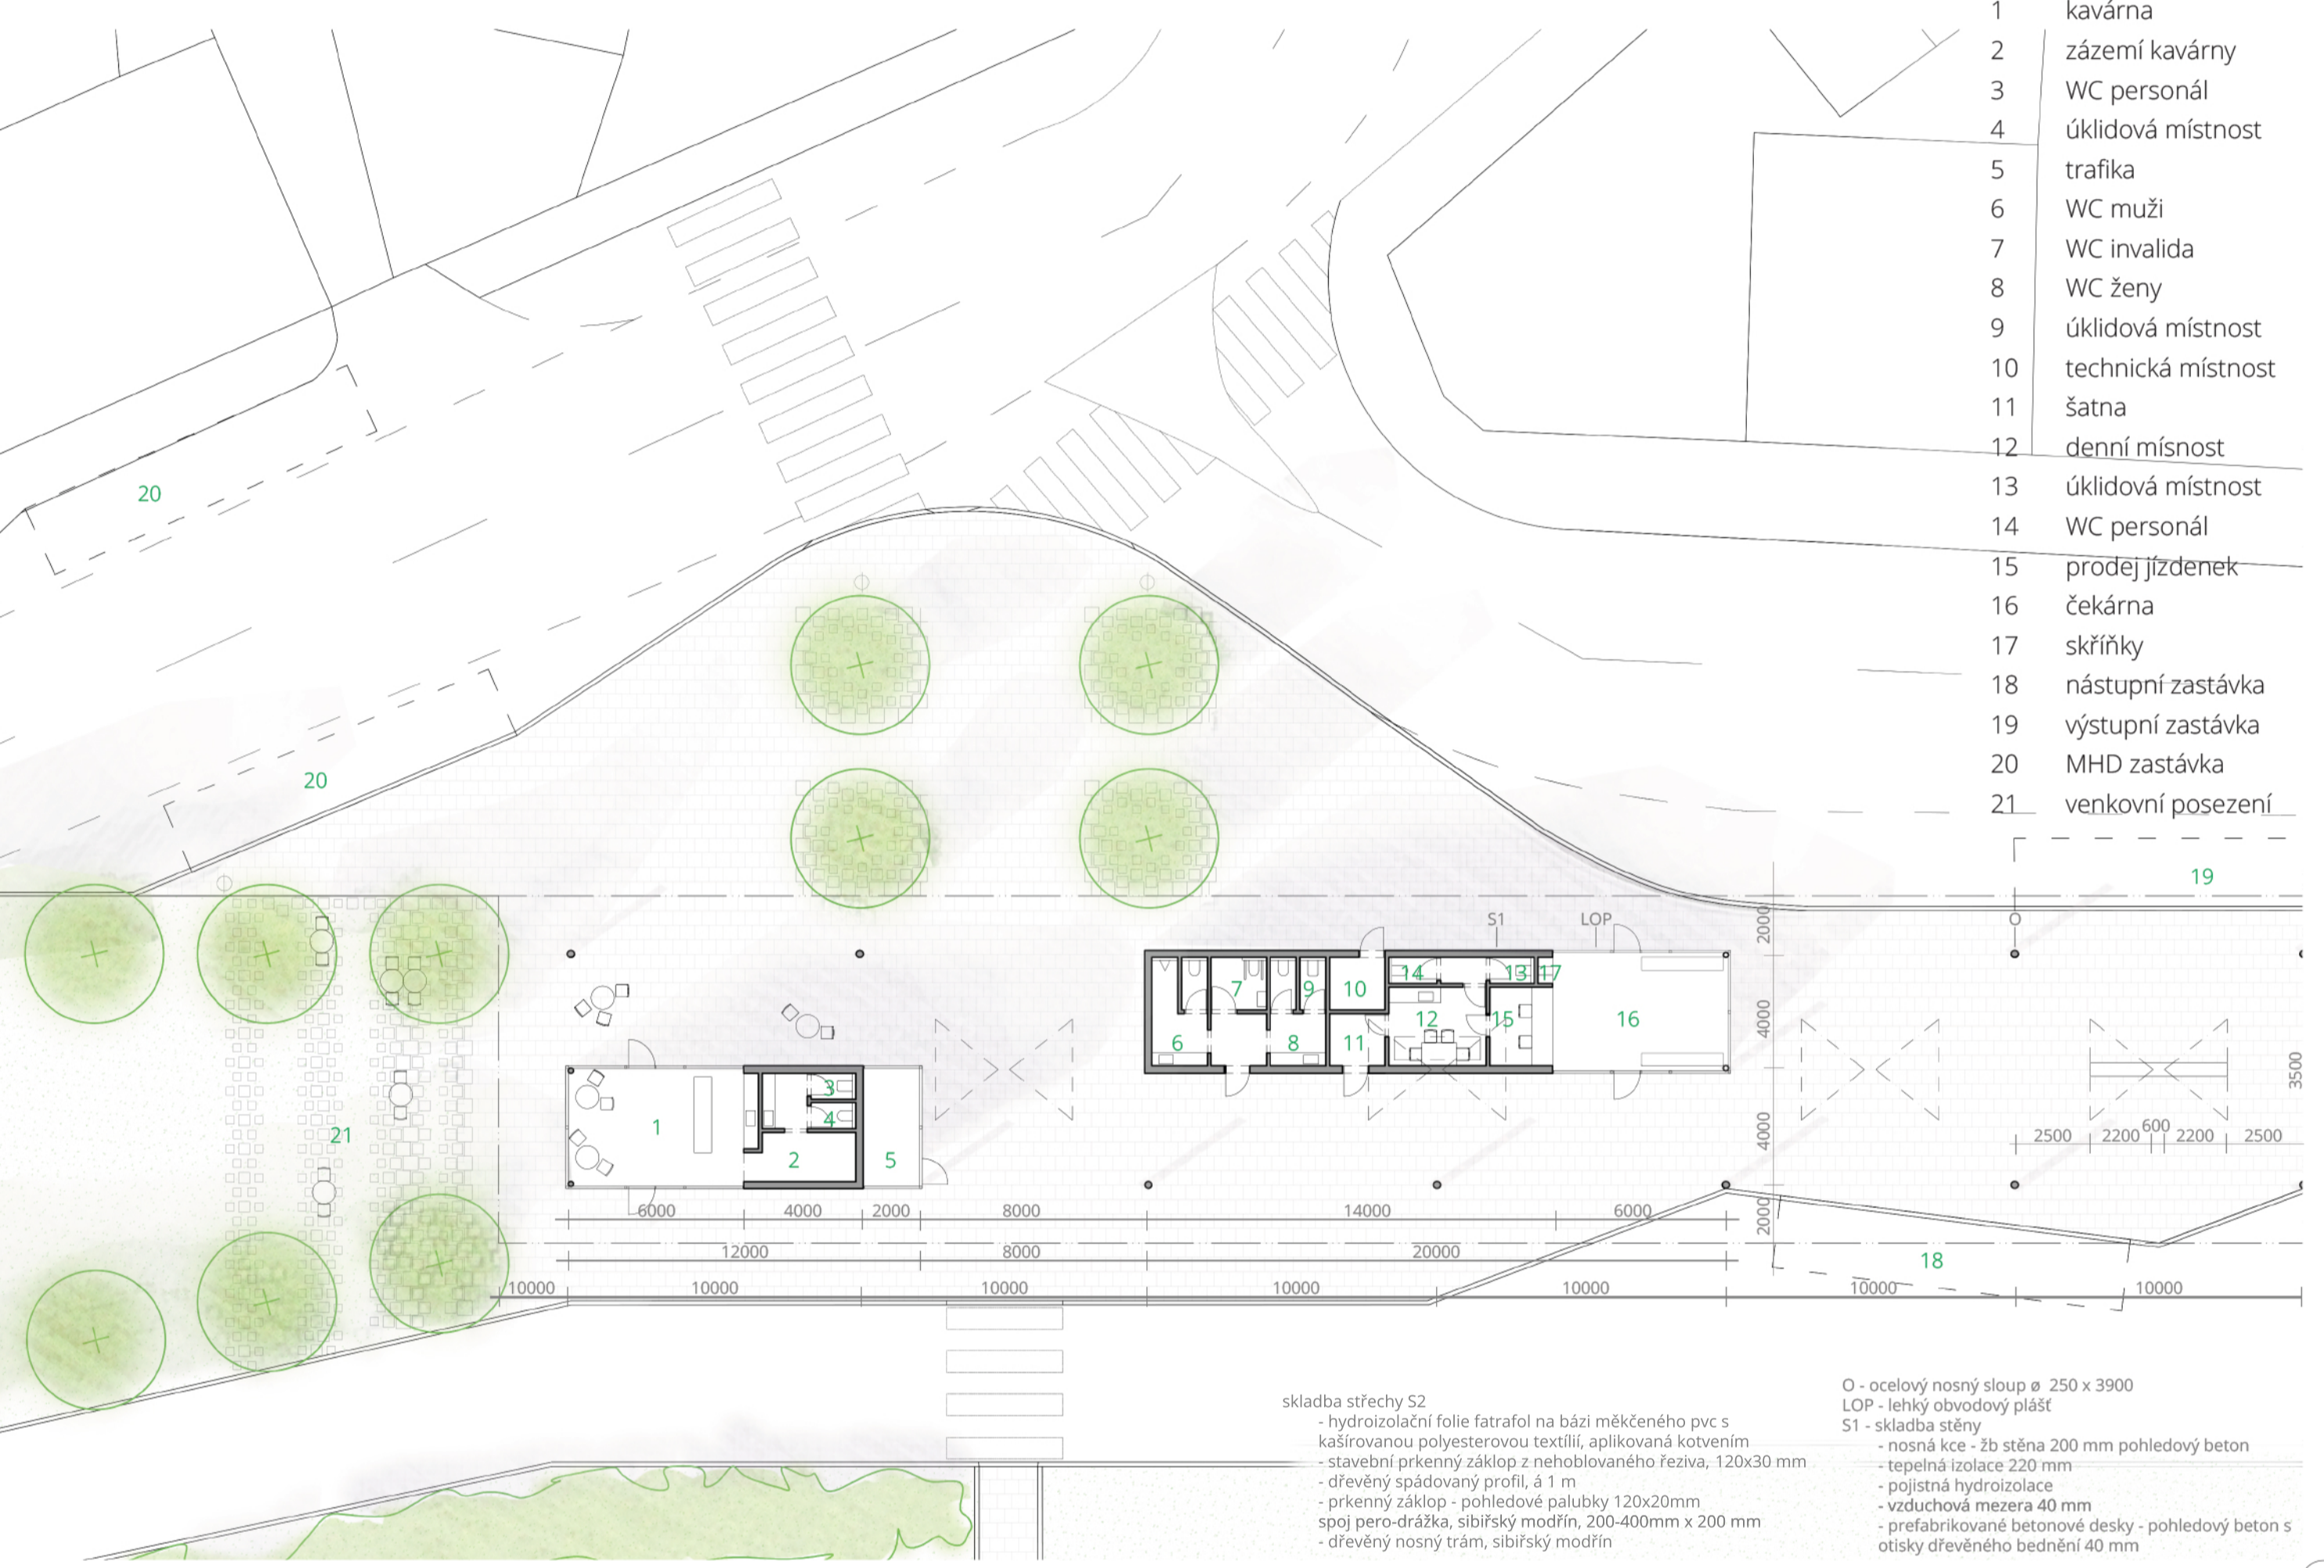 1 kavárna
2 zázemí kavárny
3 WC personál
4 úklidová místnost
5 trafika
6 WC muži
7 WC invalida
8 WC ženy
9 úklidová místnost
10 technická místnost
11 šatna
12 denní mísnost
13 úklidová místnost
14 WC personál
15 prodej jízdenek
16 čekárna
17 skříňky
18 nástupní zastávka
19 výstupní zastávka
20 MHD zastávka
21 venkovní posezení
20
20
19
S1 LOP O
2000
14 13 17
7 9 10
12 15 16
4000
6 8 11
3500
3
4
1
21
2 5
4000
2500 2200 600 2200 2500
6000 4000 2000 8000 14000 6000
2000
12000 8000 20000
18
10000 10000 10000 10000 10000 10000 10000
skladba střechy S2
- hydroizolační folie fatrafol na bázi měkčeného pvc s
kašírovanou polyesterovou textílií, aplikovaná kotvením
- stavební prkenný záklop z nehoblovaného řeziva, 120x30 mm
- dřevěný spádovaný profil, á 1 m
- prkenný záklop - pohledové palubky 120x20mm
spoj pero-drážka, sibiřský modřín, 200-400mm x 200 mm
- dřevěný nosný trám, sibiřský modřín
O - ocelový nosný sloup ø 250 x 3900
LOP - lehký obvodový plášť
S1 - skladba stěny
- nosná kce - žb stěna 200 mm pohledový beton
- tepelná izolace 220 mm
- pojistná hydroizolace
- vzduchová mezera 40 mm
- prefabrikované betonové desky - pohledový beton s
otisky dřevěného bednění 40 mm